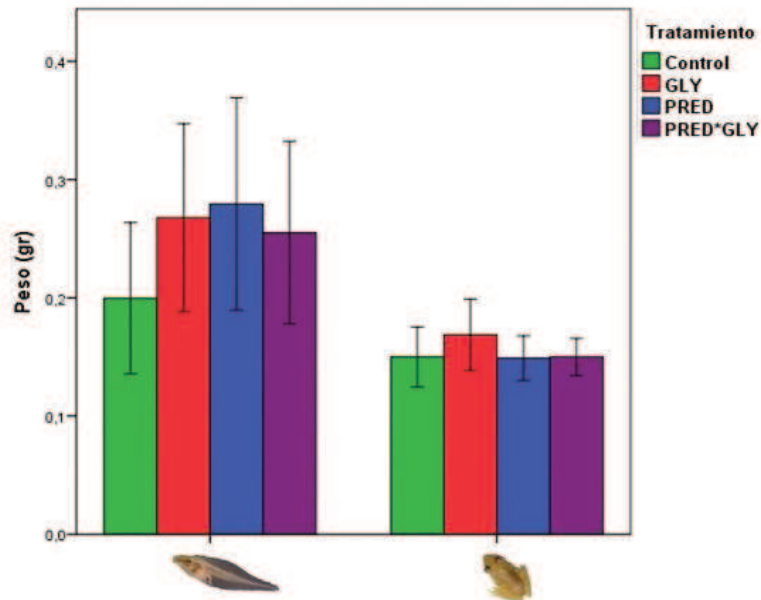 Tratamiento
Control
GLY
PRED
PRED*GLY
Peso (gr)
0,4
0,3
0,2
0,1
0,0